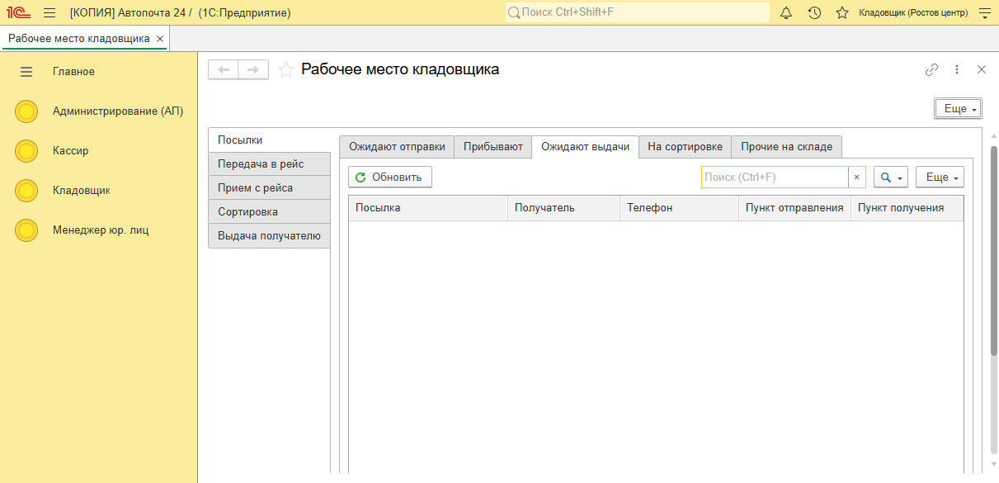 1С [КОПИЯ] Автопочта 24 / (1С:Предприятие) Поиск Ctrl+Shift+F Кладовщик (Ростов центр)
Рабочее место кладовщика ×
Главное
Администрирование (АП)
Кассир
Кладовщик
Менеджер юр. лиц
Рабочее место кладовщика
Еще
Посылки
Передача в рейс
Прием с рейса
Сортировка
Выдача получателю
Ожидают отправки Прибывают Ожидают выдачи На сортировке Прочие на складе
Обновить Поиск (Ctrl+F) × Еще
Посылка Получатель Телефон Пункт отправления Пункт получения